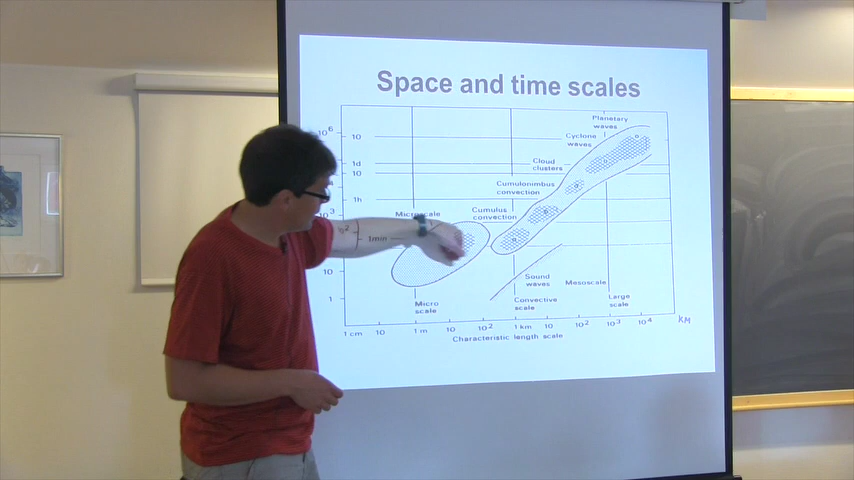 Space and time scales
Planetary
waves
10⁶
10
Cyclone
waves
1d
Cloud
clusters
10
Cumulonimbus
convection
1h
10³
Microscale
Cumulus
convection
10²
1min
10
Sound
waves
Mesoscale
1
Micro
scale
Convective
scale
Large
scale
1 cm 10 1 m 10 10² 1 km 10 10² 10³ 10⁴ KM
Characteristic length scale